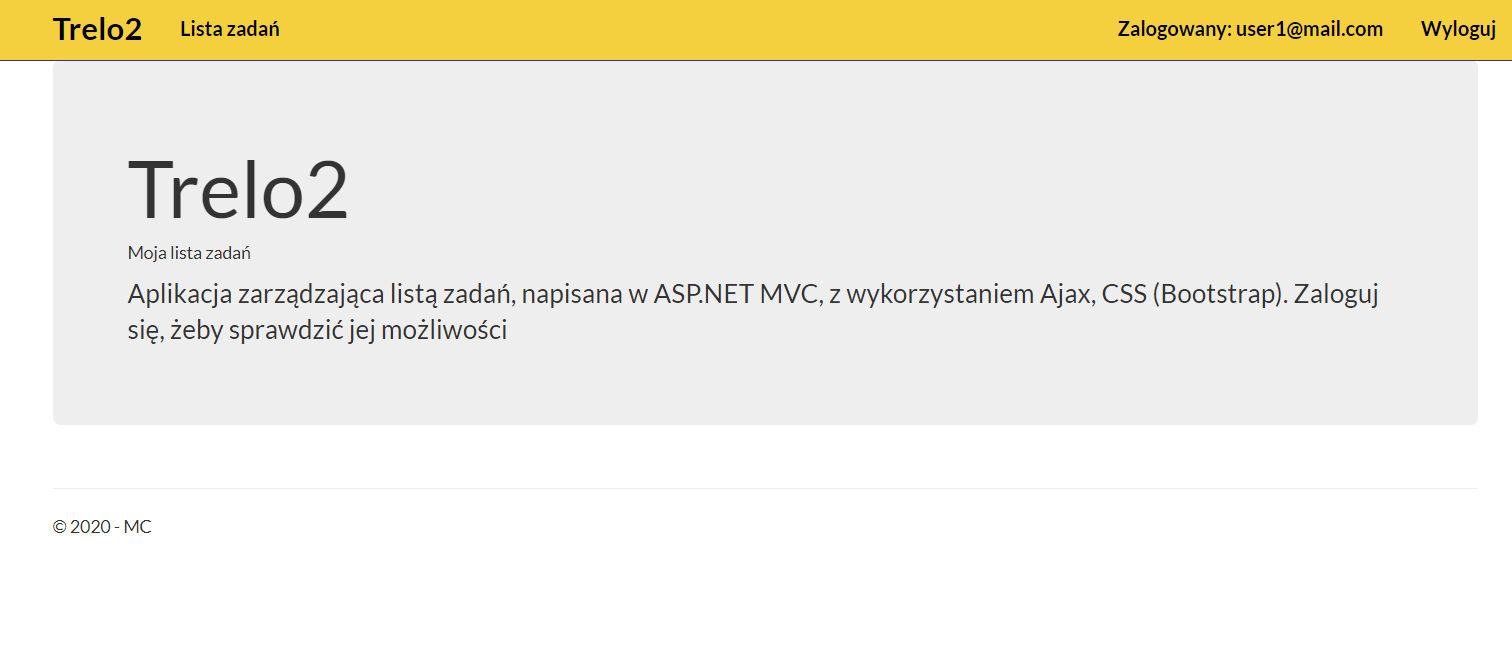 Trelo2 Lista zadań Zalogowany: user1@mail.com Wyloguj
Trelo2
Moja lista zadań
Aplikacja zarządzająca listą zadań, napisana w ASP.NET MVC, z wykorzystaniem Ajax, CSS (Bootstrap). Zaloguj
się, żeby sprawdzić jej możliwości
© 2020 - MC